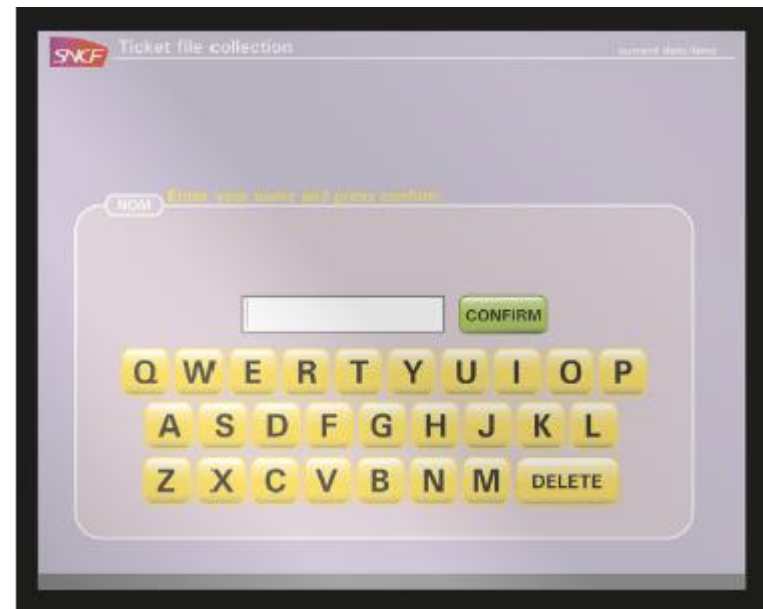 SNCF Ticket file collection
current date/time
NOM Enter your name and press confirm:
CONFIRM
Q W E R T Y U I O P
A S D F G H J K L
Z X C V B N M DELETE